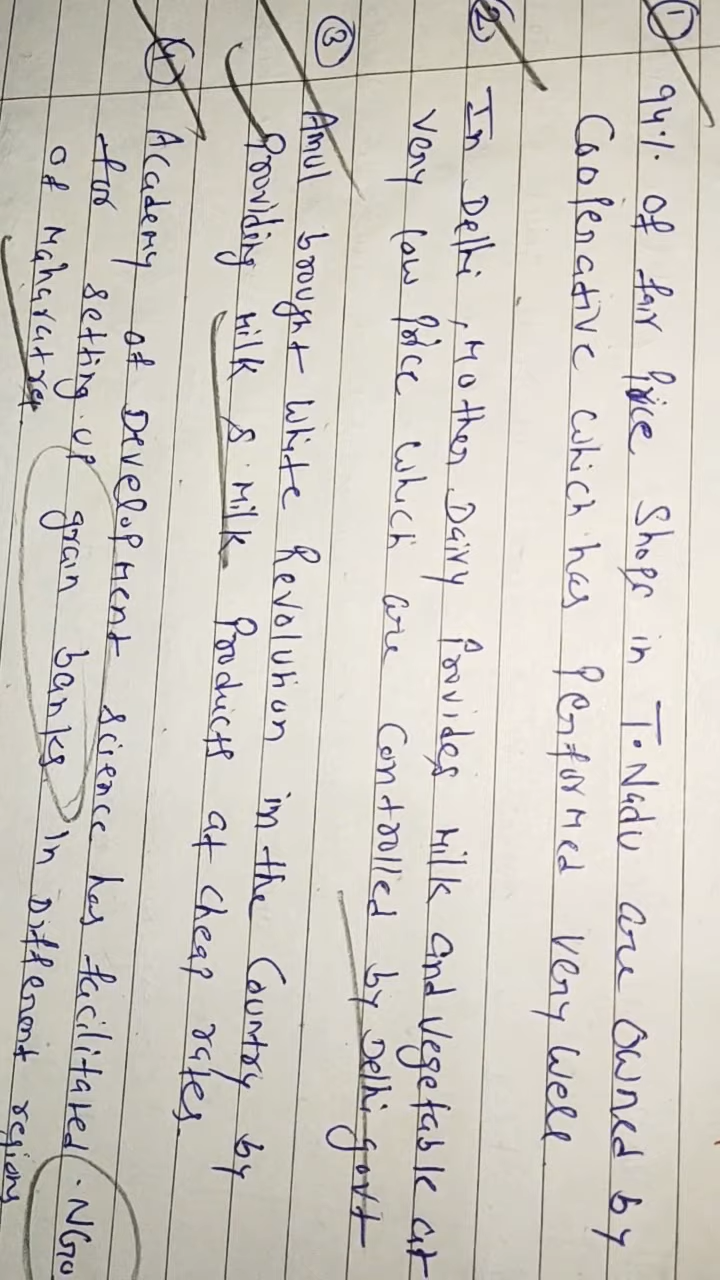 ① 94% of fair Price Shops in T.Nadu are owned by
Cooperative which has Performed very well
② In Delhi, Mother Dairy Provides Milk and Vegetable at
very low Price which are Controlled by Delhi govt
③ Amul brought White Revolution in the Country by
Providing Milk & Milk Products at cheap rates.
④ Academy of Development science has facilitated. NGO
for setting up grain banks in Different regions
of Maharatra.